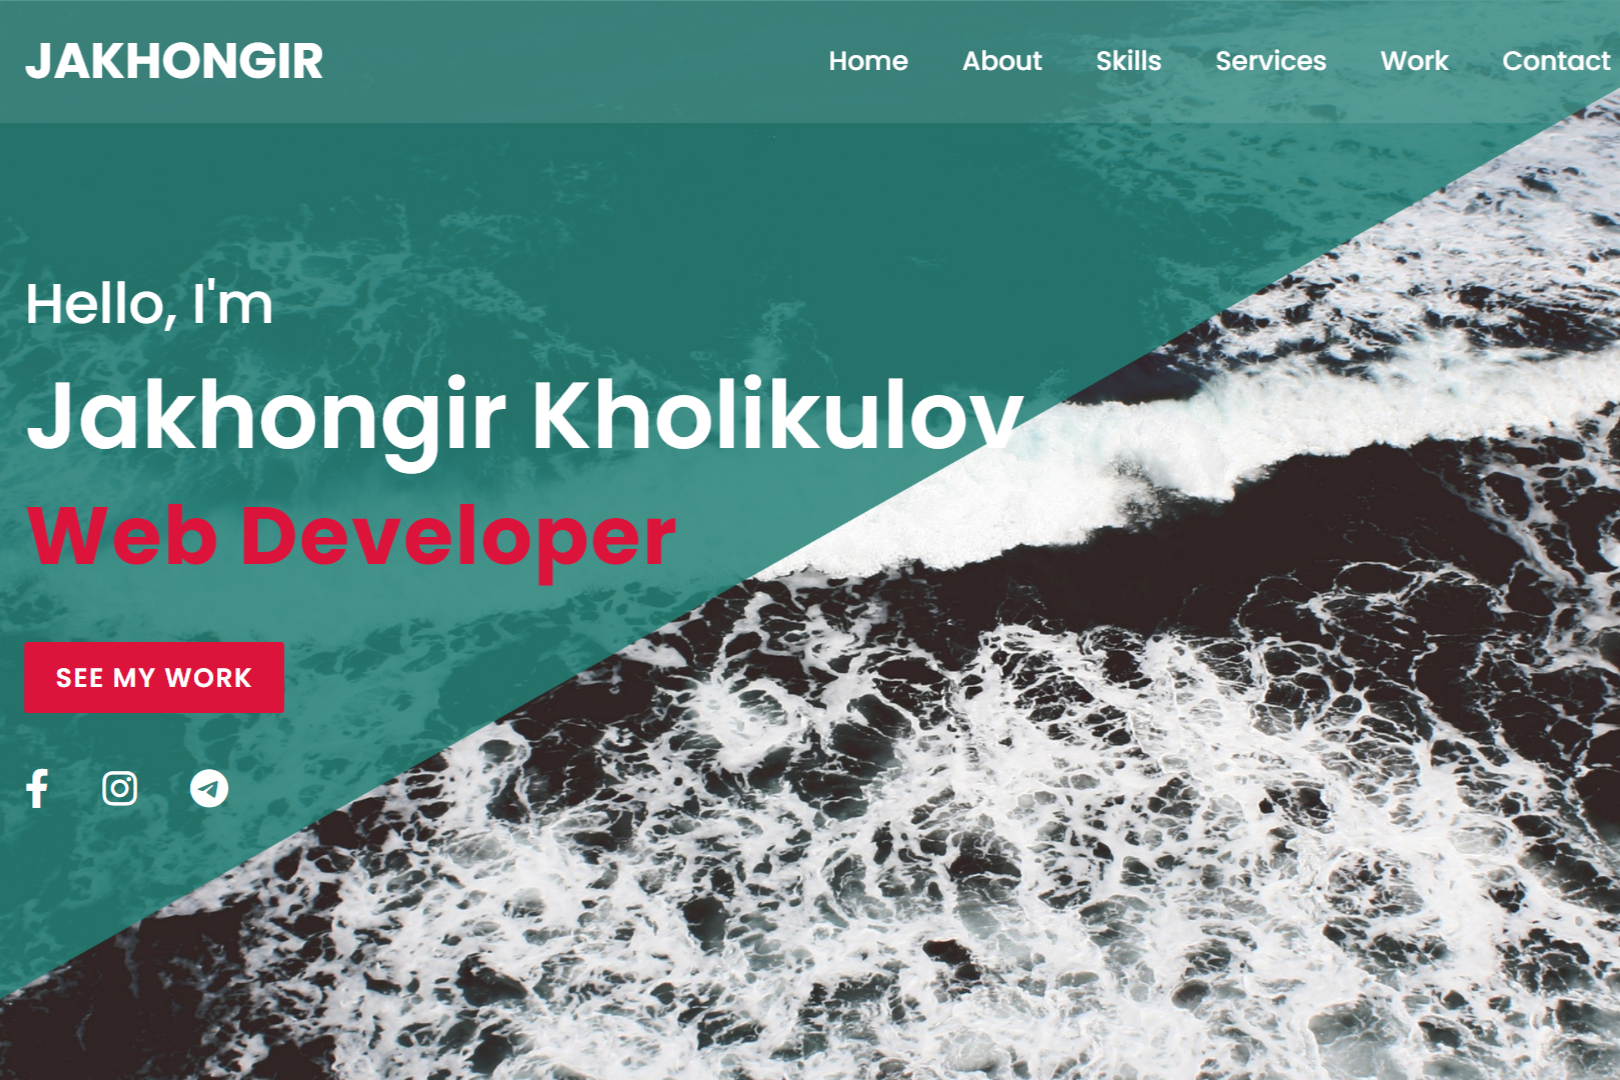 JAKHONGIR
Home About Skills Services Work Contact
Hello, I'm
Jakhongir Kholikulov
Web Developer
SEE MY WORK